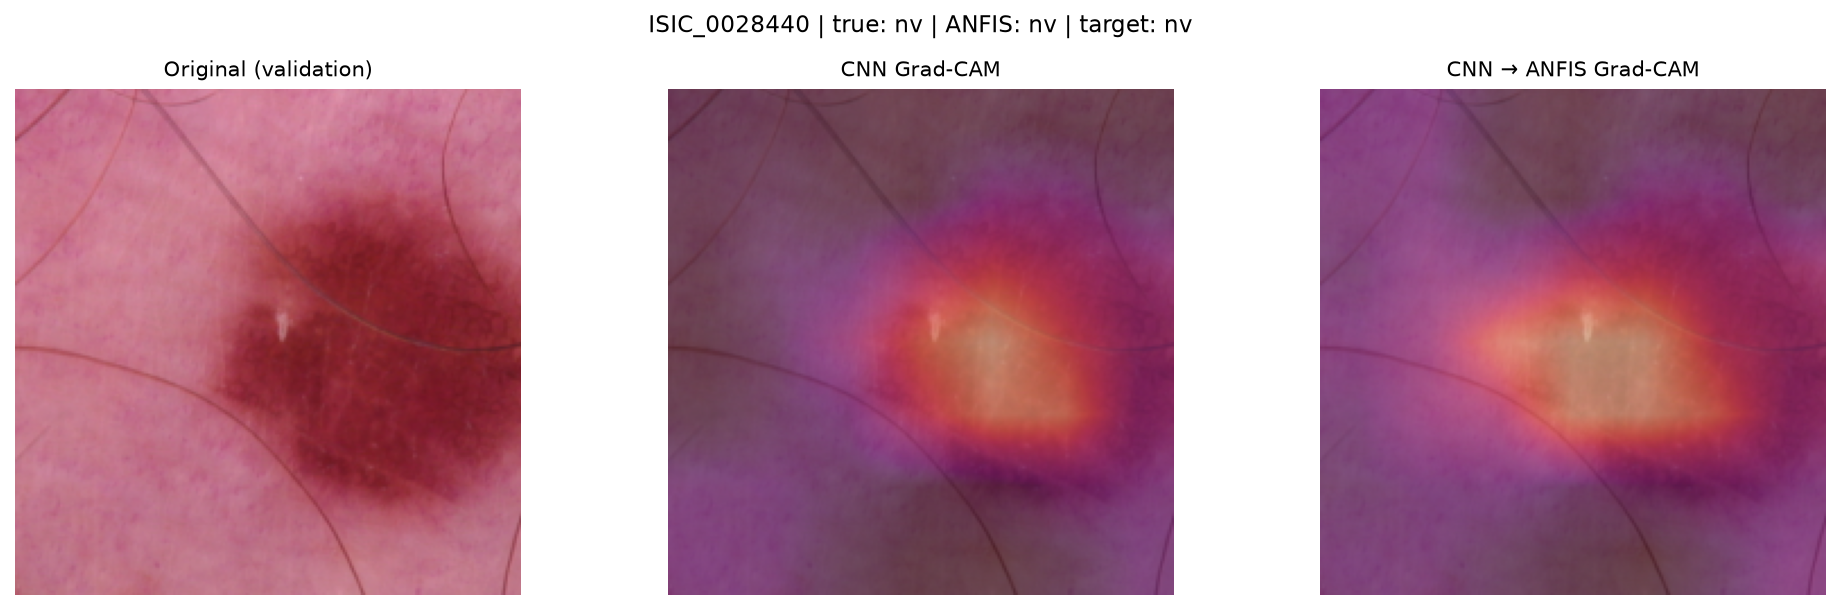 ISIC_0028440 | true: nv | ANFIS: nv | target: nv
Original (validation)
CNN Grad-CAM
CNN → ANFIS Grad-CAM